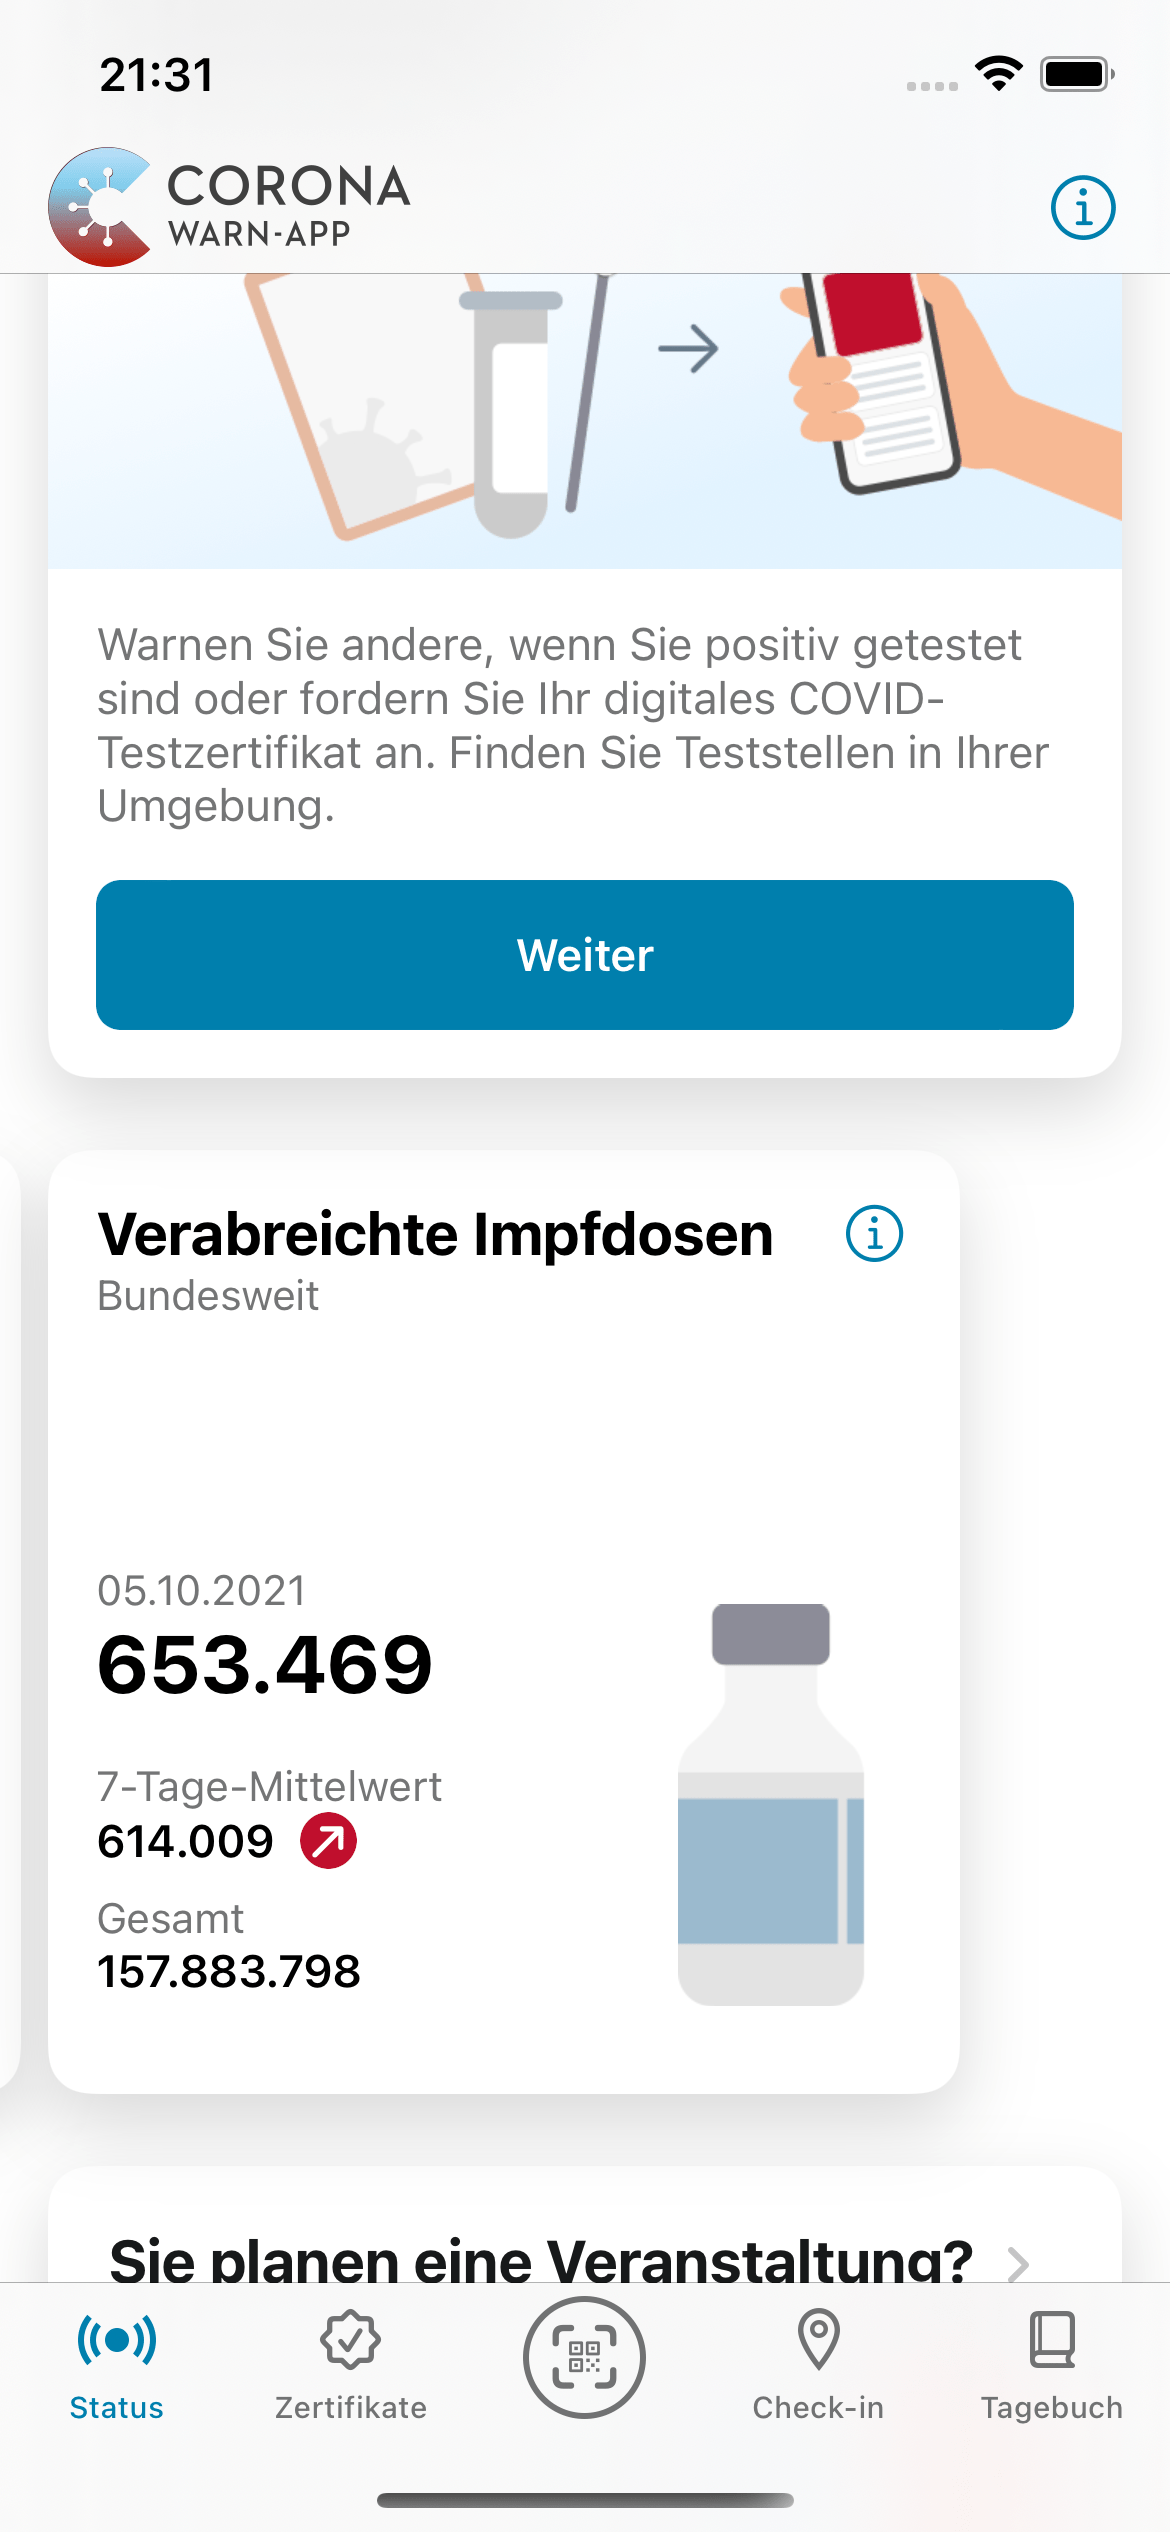 21:31
CORONA
WARN-APP
Warnen Sie andere, wenn Sie positiv getestet
sind oder fordern Sie Ihr digitales COVID-
Testzertifikat an. Finden Sie Teststellen in Ihrer
Umgebung.
Weiter
Verabreichte Impfdosen
Bundesweit
05.10.2021
653.469
7-Tage-Mittelwert
614.009
Gesamt
157.883.798
Sie planen eine Veranstaltung?
Status
Zertifikate
Check-in
Tagebuch